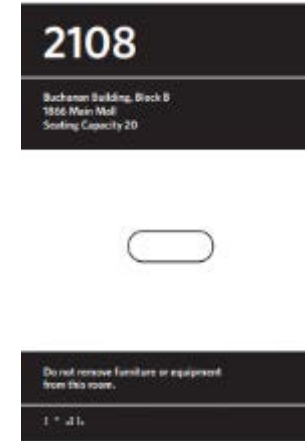 2108
Buchanan Building, Block B
1866 Main Mall
Seating Capacity 20
Do not remove furniture or equipment
from this room.